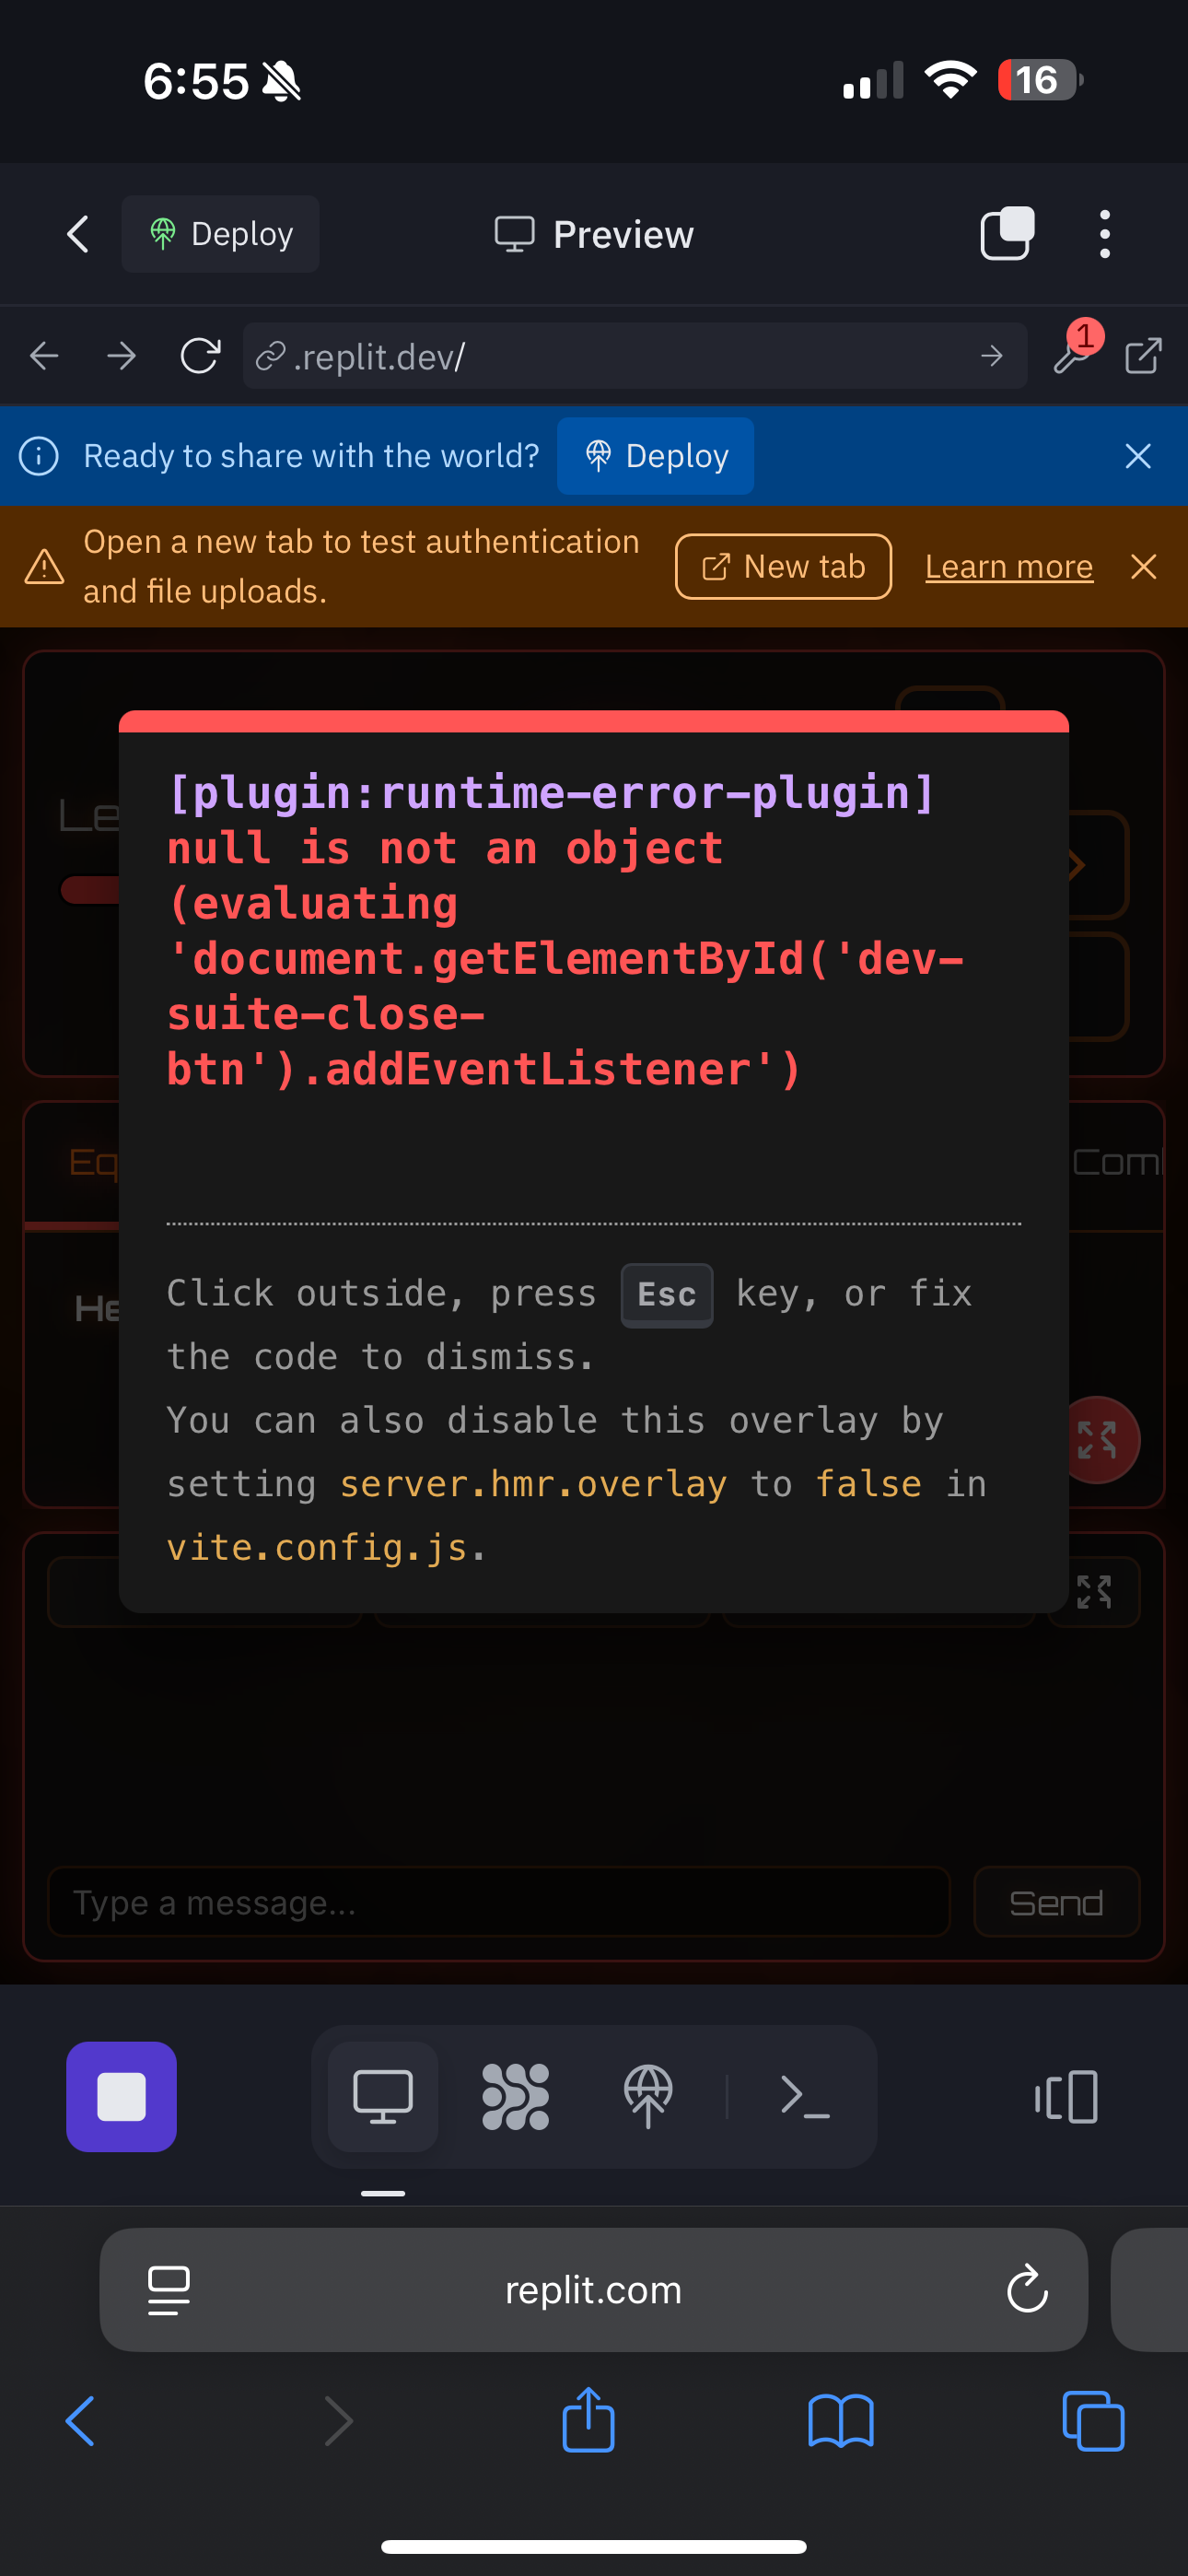 6:55
16
Deploy
Preview
.replit.dev/
1
Ready to share with the world?
Deploy
Open a new tab to test authentication
and file uploads.
New tab
Learn more
[plugin:runtime-error-plugin]
null is not an object
(evaluating
'document.getElementById('dev-
suite-close-
btn').addEventListener')
Click outside, press Esc key, or fix
the code to dismiss.
You can also disable this overlay by
setting server.hmr.overlay to false in
vite.config.js.
Type a message...
Send
replit.com